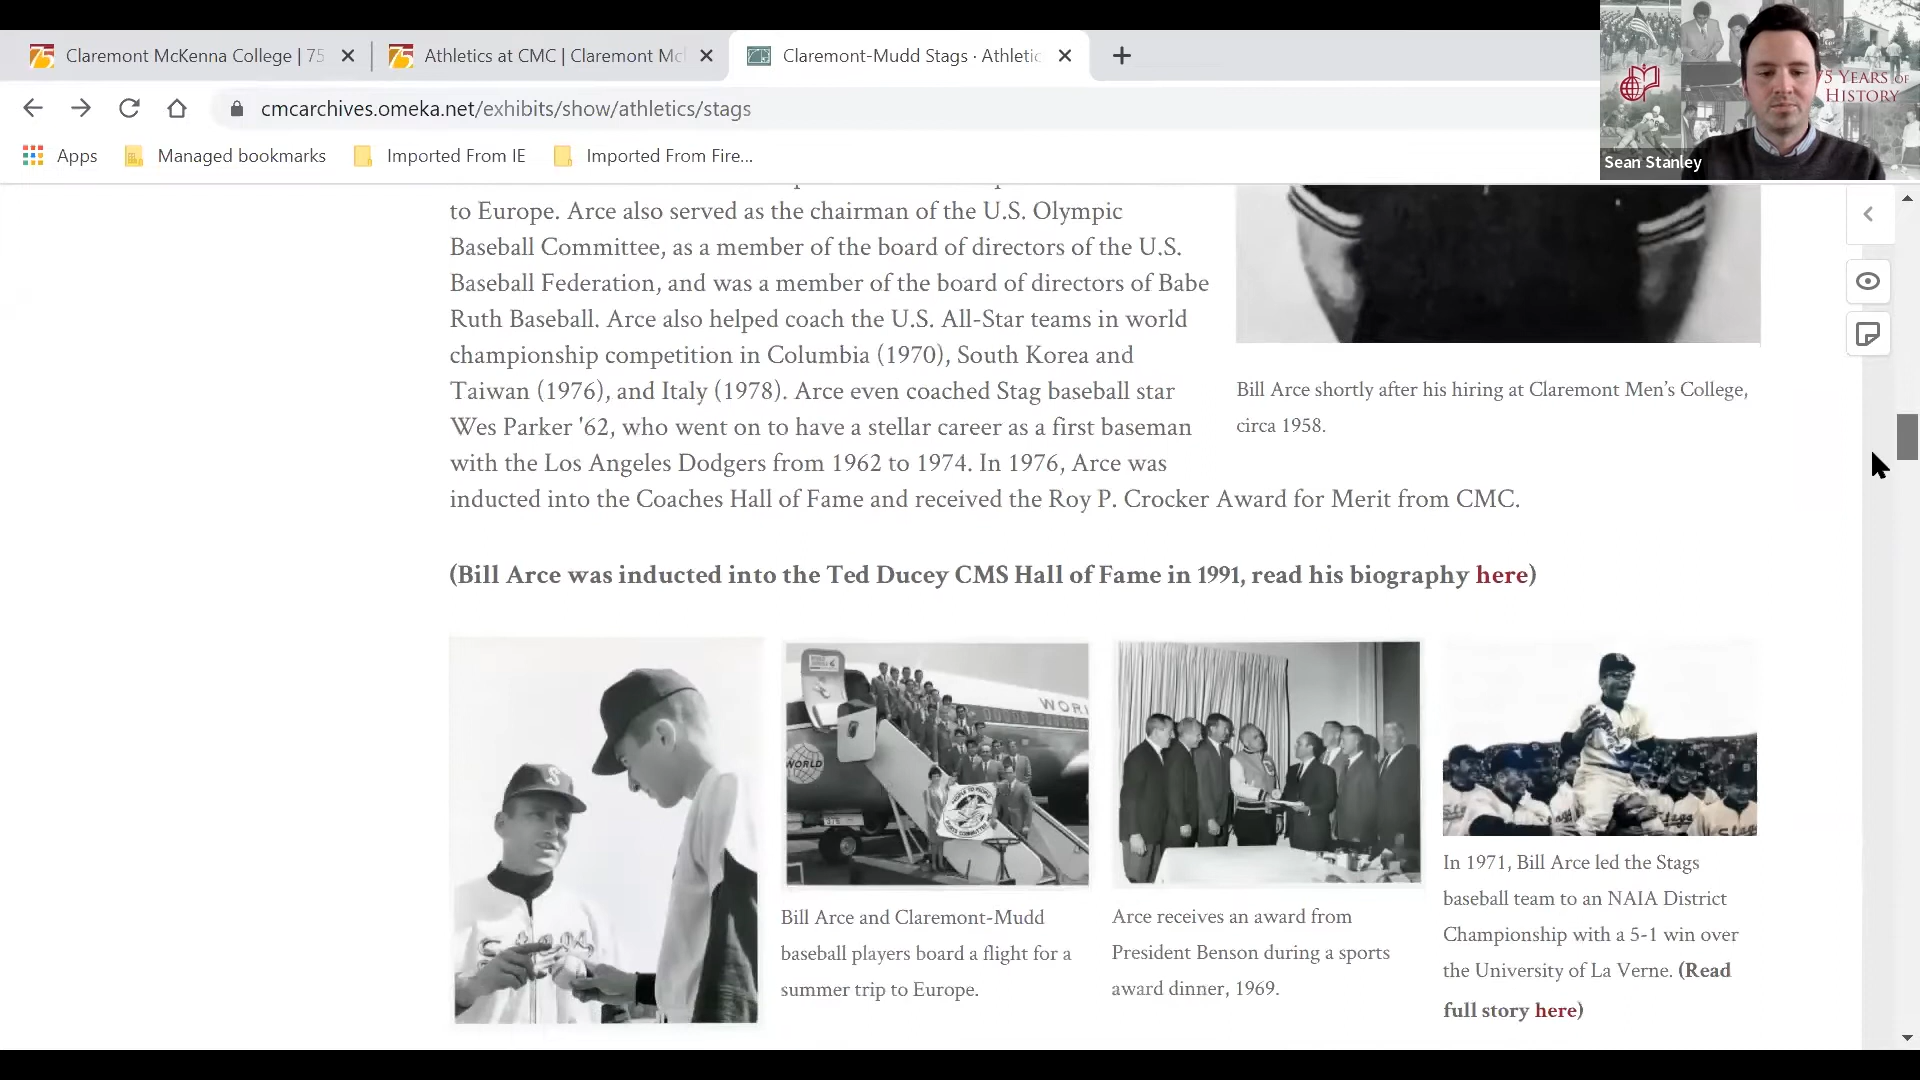 Claremont McKenna College | 75
Athletics at CMC | Claremont Mc
Claremont-Mudd Stags · Athletic
cmcarchives.omeka.net/exhibits/show/athletics/stags
Apps
Managed bookmarks
Imported From IE
Imported From Fire...
75 YEARS OF
HISTORY
Sean Stanley
to Europe. Arce also served as the chairman of the U.S. Olympic
Baseball Committee, as a member of the board of directors of the U.S.
Baseball Federation, and was a member of the board of directors of Babe
Ruth Baseball. Arce also helped coach the U.S. All-Star teams in world
championship competition in Columbia (1970), South Korea and
Taiwan (1976), and Italy (1978). Arce even coached Stag baseball star
Wes Parker '62, who went on to have a stellar career as a first baseman
with the Los Angeles Dodgers from 1962 to 1974. In 1976, Arce was
inducted into the Coaches Hall of Fame and received the Roy P. Crocker Award for Merit from CMC.
Bill Arce shortly after his hiring at Claremont Men's College,
circa 1958.
(Bill Arce was inducted into the Ted Ducey CMS Hall of Fame in 1991, read his biography here)
S
WORL
WORLD
Bill Arce and Claremont-Mudd
baseball players board a flight for a
summer trip to Europe.
Arce receives an award from
President Benson during a sports
award dinner, 1969.
In 1971, Bill Arce led the Stags
baseball team to an NAIA District
Championship with a 5-1 win over
the University of La Verne. (Read
full story here)